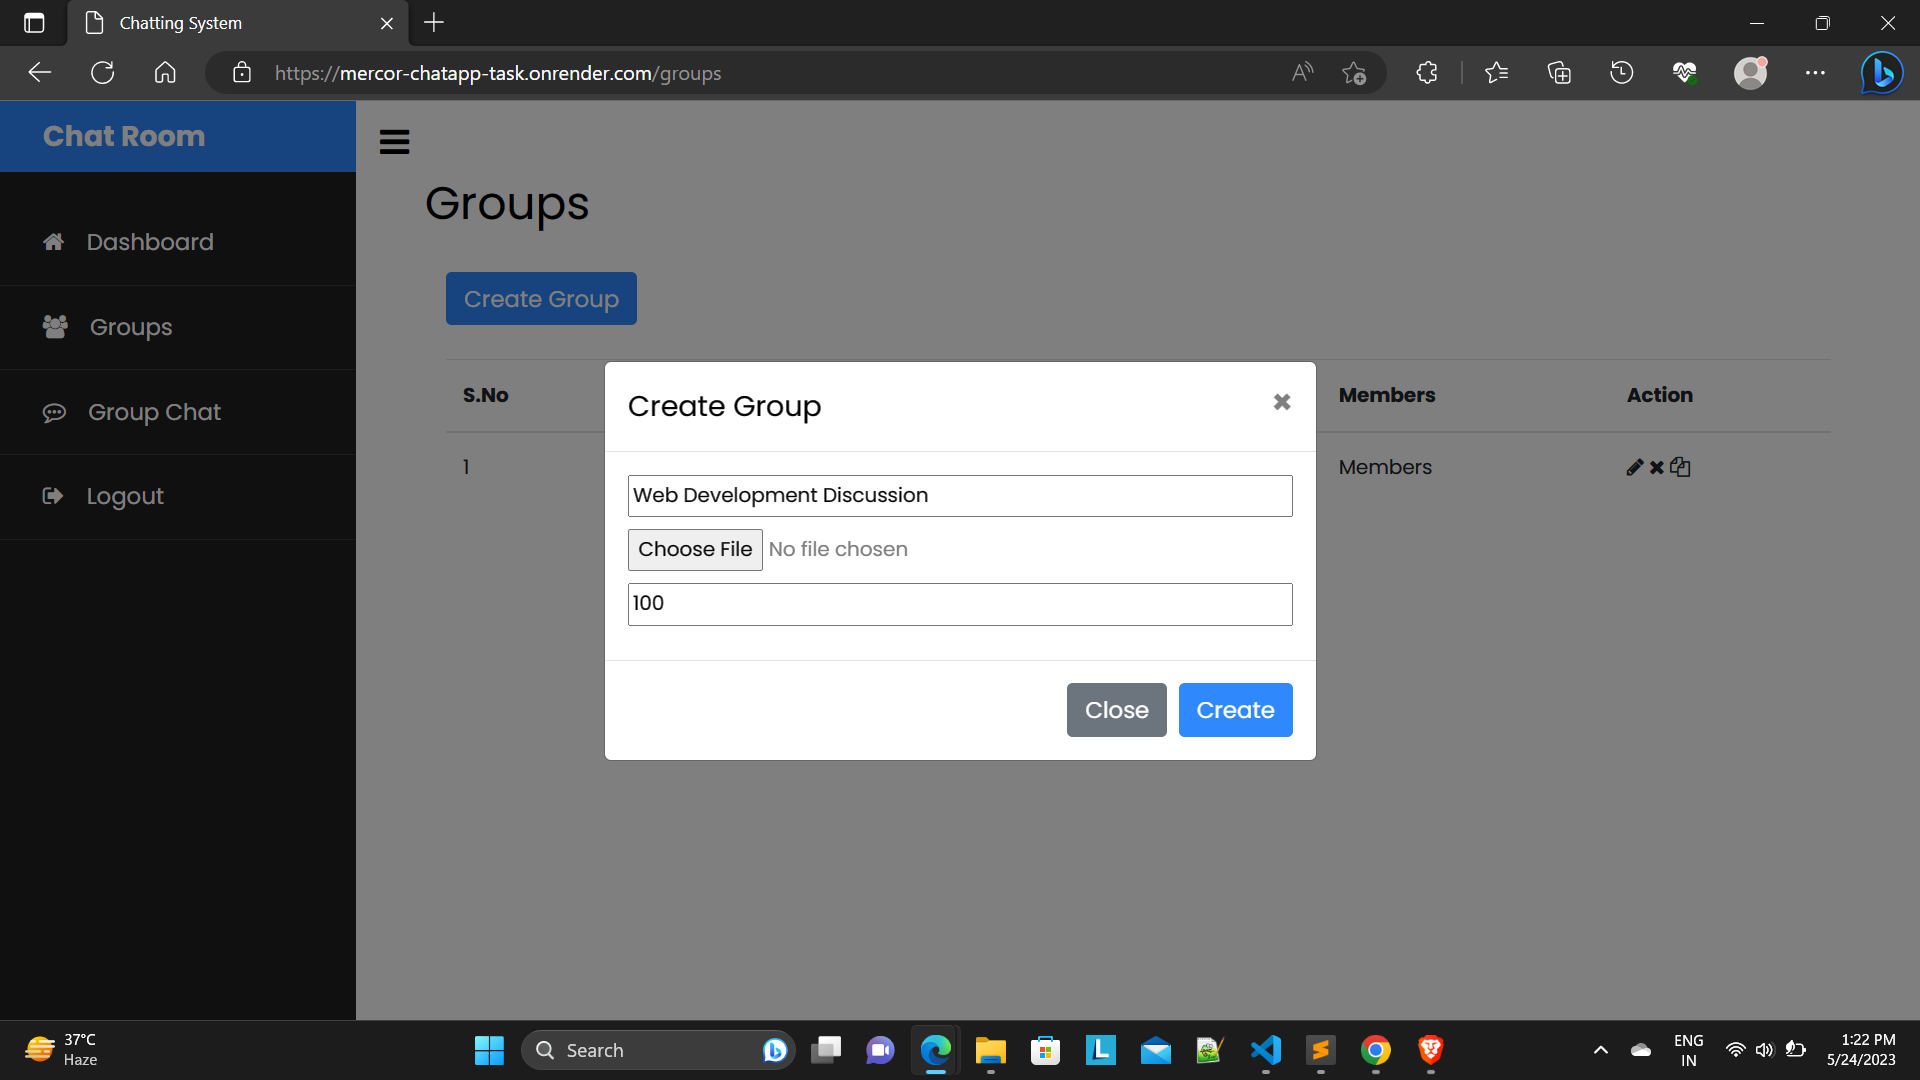 Chatting System
https://mercor-chatapp-task.onrender.com/groups
Chat Room
Dashboard
Groups
Group Chat
Logout
Groups
Create Group
S.No
Members
Action
1
Members
Create Group
Web Development Discussion
Choose File No file chosen
100
Close
Create
37°C
Haze
Search
ENG
IN
1:22 PM
5/24/2023